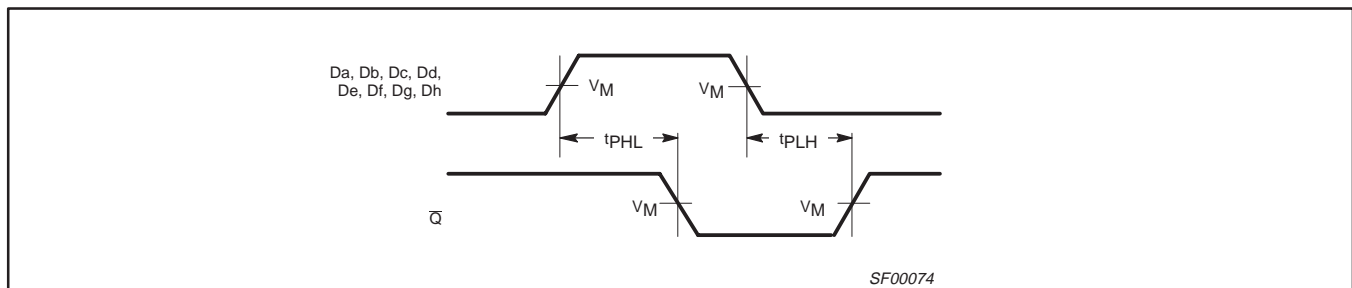 Da, Db, Dc, Dd,
De, Df, Dg, Dh
VM VM
tPHL tPLH
VM VM
Q̅
SF00074